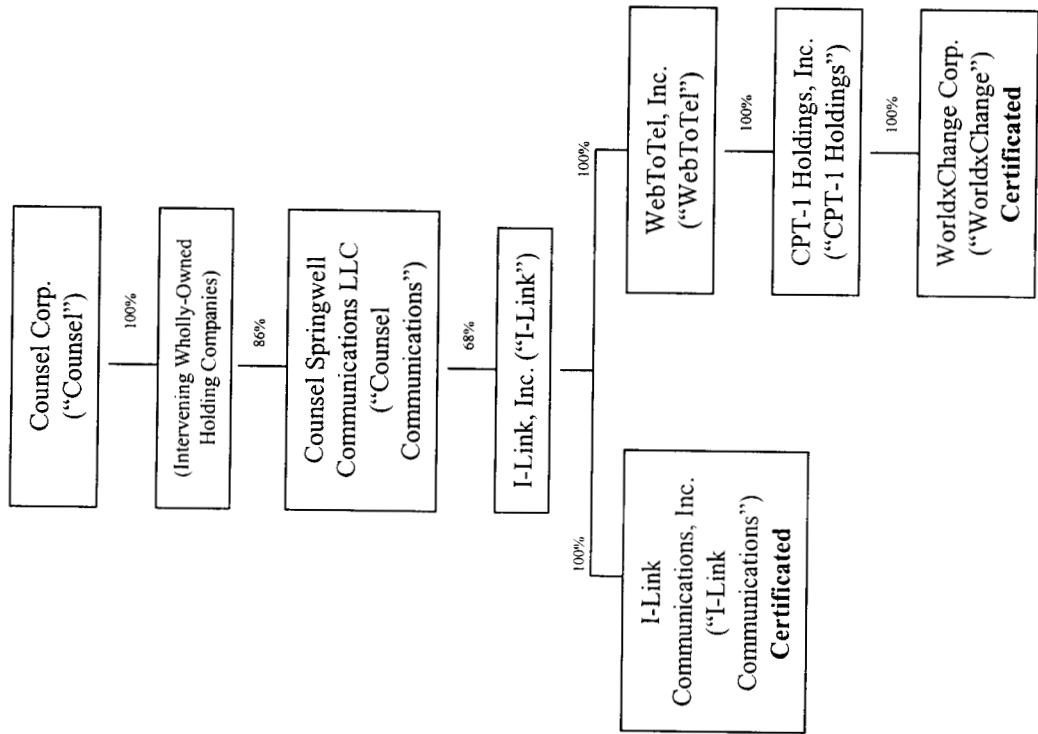 Counsel Corp.
(“Counsel”)
100%
(Intervening Wholly-Owned
Holding Companies)
86%
Counsel Springwell
Communications LLC
(“Counsel
Communications”)
68%
I-Link, Inc. (“I-Link”)
100%
I-Link
Communications, Inc.
(“I-Link
Communications”)
Certificated
100%
WebToTel, Inc.
(“WebToTel”)
100%
CPT-1 Holdings, Inc.
(“CPT-1 Holdings”)
100%
WorldxChange Corp.
(“WorldxChange”)
Certificated